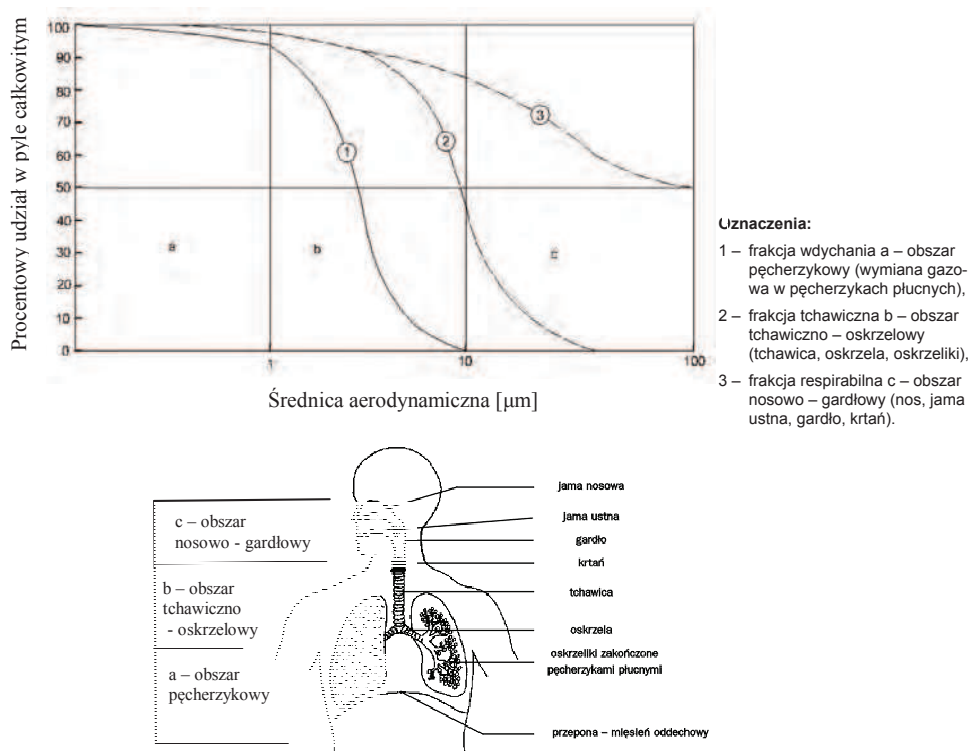 Procentowy udział w pyle całkowitym
100
90
80
70
60
50
40
30
20
10
0
1
2
3
a
b
c
1
10
100
Średnica aerodynamiczna [μm]
Oznaczenia:
1 – frakcja wdychania a – obszar
pęcherzykowy (wymiana gazo-
wa w pęcherzykach płucnych),
2 – frakcja tchawiczna b – obszar
tchawiczno – oskrzelowy
(tchawica, oskrzela, oskrzeliki),
3 – frakcja respirabilna c – obszar
nosowo – gardłowy (nos, jama
ustna, gardło, krtań).
c – obszar
nosowo - gardłowy
b – obszar
tchawiczno
- oskrzelowy
a – obszar
pęcherzykowy
jama nosowa
jama ustna
gardło
krtań
tchawica
oskrzela
oskrzeliki zakończone
pęcherzykami płucnymi
przepona – mięsień oddechowy